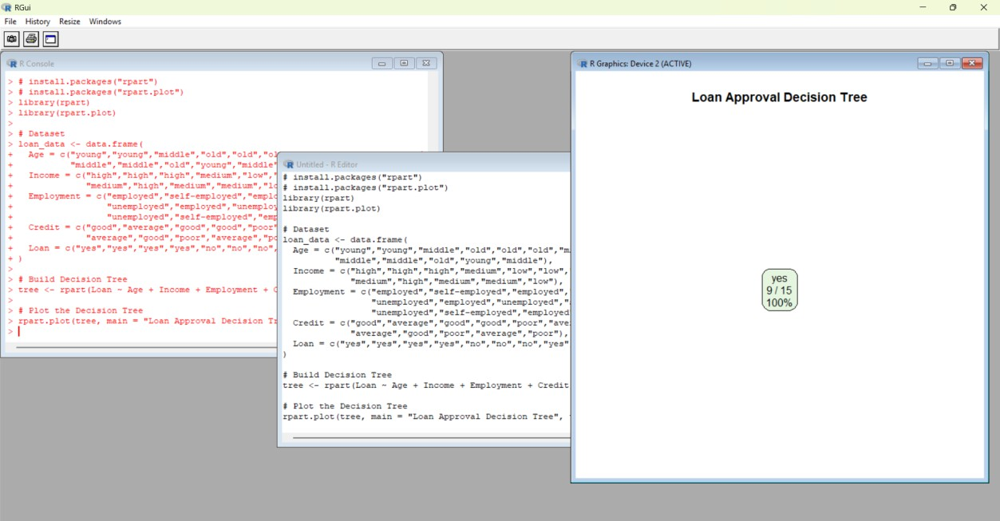 RGui
File History Resize Windows
R Console
> # install.packages("rpart")
> # install.packages("rpart.plot")
> library(rpart)
> library(rpart.plot)
>
> # Dataset
> loan_data <- data.frame(
+   Age = c("young","young","middle","old","old","ol
+           "middle","middle","old","young","middle"
+   Income = c("high","high","high","medium","low","
+              "medium","high","medium","medium","lo
+   Employment = c("employed","self-employed","emplo
+                  "unemployed","employed","unemploy
+                  "unemployed","self-employed","emp
+   Credit = c("good","average","good","good","poor"
+              "average","good","poor","average","po
+   Loan = c("yes","yes","yes","yes","no","no","no",
+ )
>
> # Build Decision Tree
> tree <- rpart(Loan ~ Age + Income + Employment + C
>
> # Plot the Decision Tree
> rpart.plot(tree, main = "Loan Approval Decision Tr
>
Untitled - R Editor
# install.packages("rpart")
# install.packages("rpart.plot")
library(rpart)
library(rpart.plot)
# Dataset
loan_data <- data.frame(
  Age = c("young","young","middle","old","old","old","m
          "middle","middle","old","young","middle"),
  Income = c("high","high","high","medium","low","low",
             "medium","high","medium","medium","low"),
  Employment = c("employed","self-employed","employed",
                 "unemployed","employed","unemployed","
                 "unemployed","self-employed","employed
  Credit = c("good","average","good","good","poor","ave
             "average","good","poor","average","poor"),
  Loan = c("yes","yes","yes","yes","no","no","no","yes"
)
# Build Decision Tree
tree <- rpart(Loan ~ Age + Income + Employment + Credit
# Plot the Decision Tree
rpart.plot(tree, main = "Loan Approval Decision Tree",
R Graphics: Device 2 (ACTIVE)
Loan Approval Decision Tree
yes
9 / 15
100%